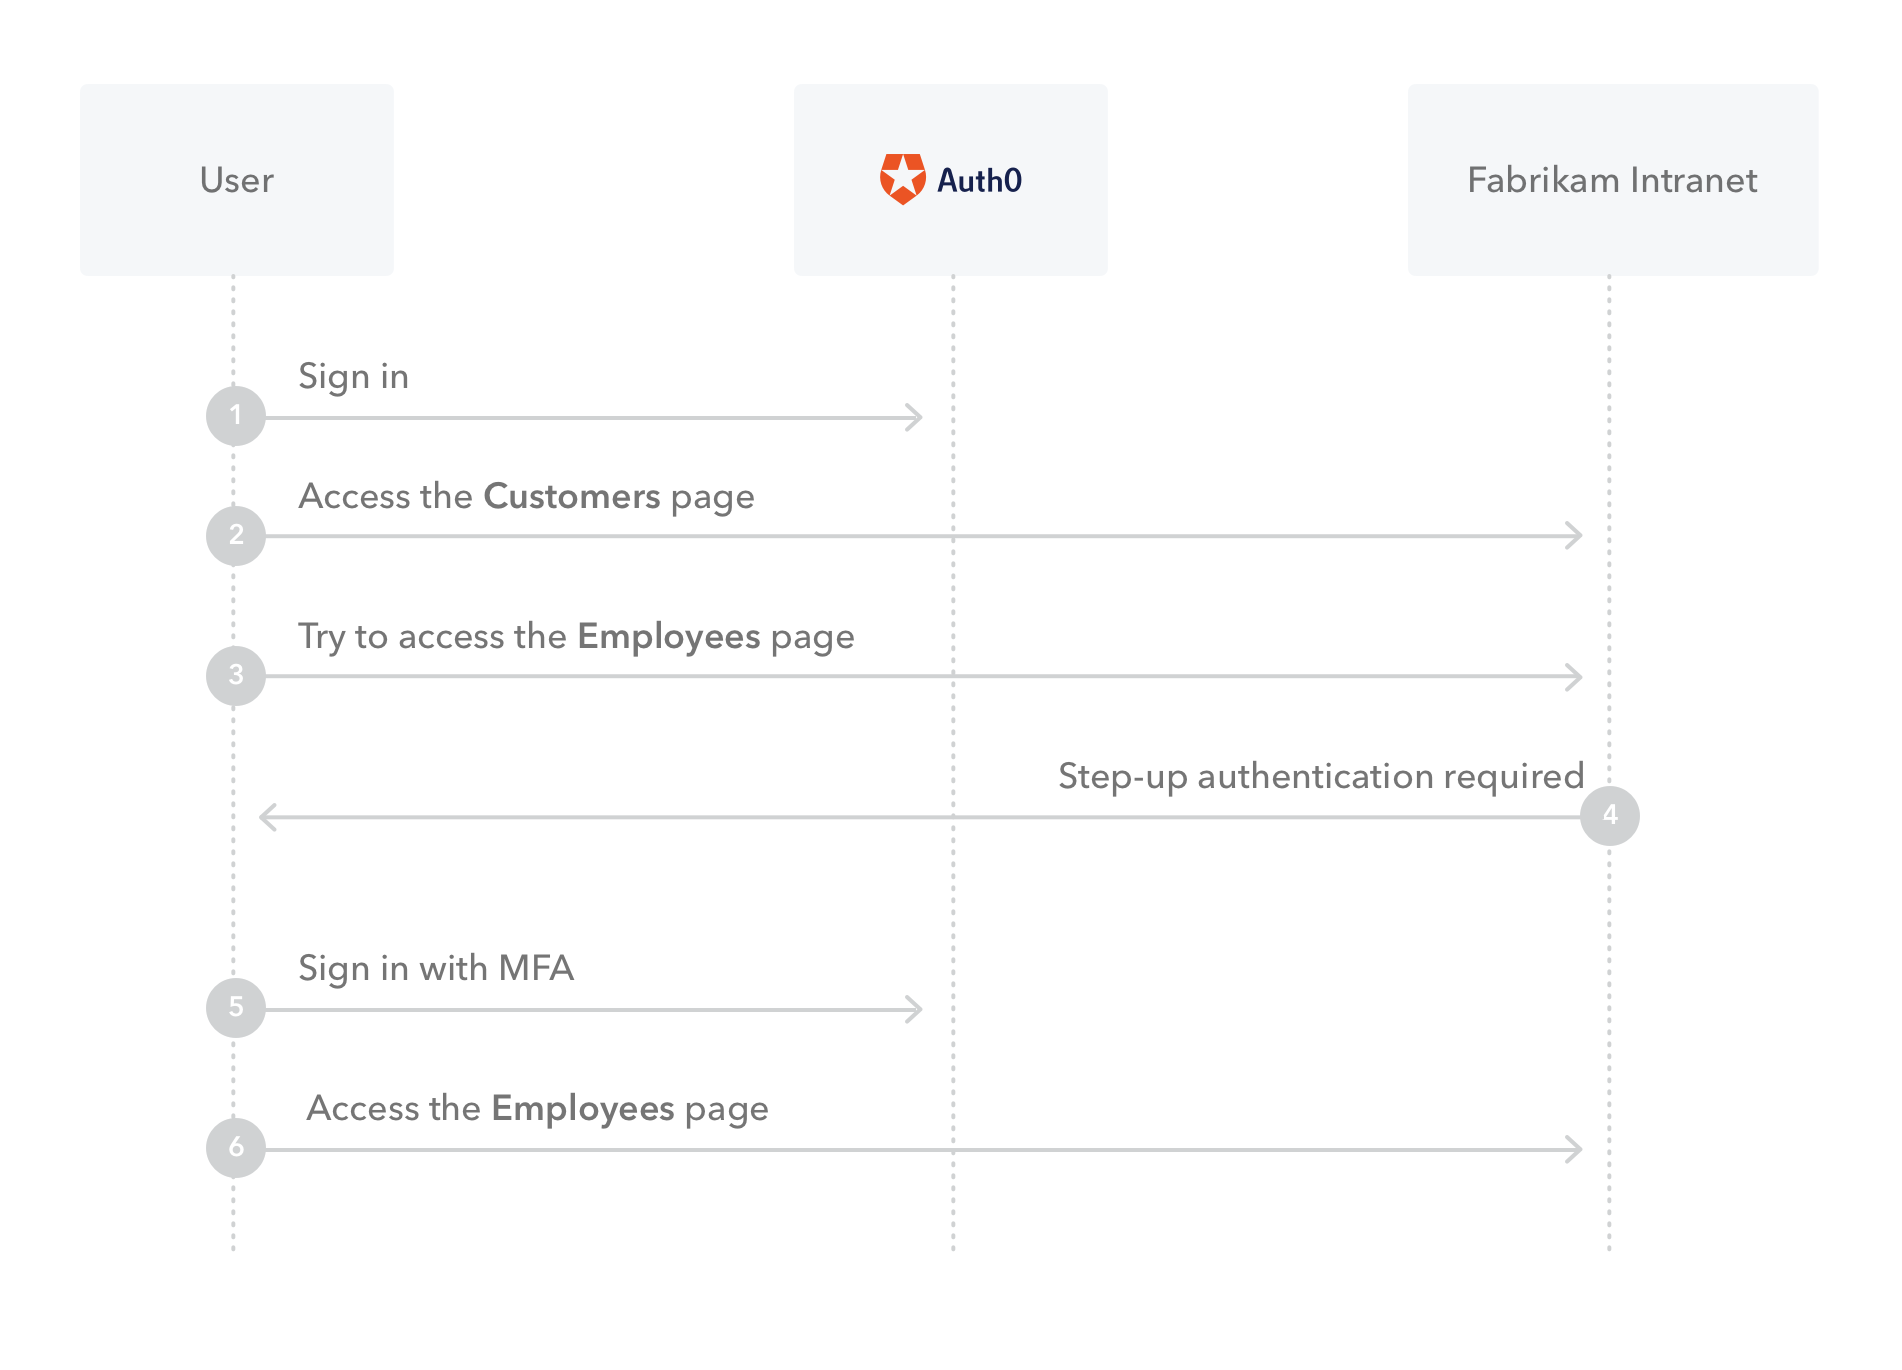 User
Auth0
Fabrikam Intranet
Sign in
1
Access the Customers page
2
Try to access the Employees page
3
Step-up authentication required
4
Sign in with MFA
5
Access the Employees page
6